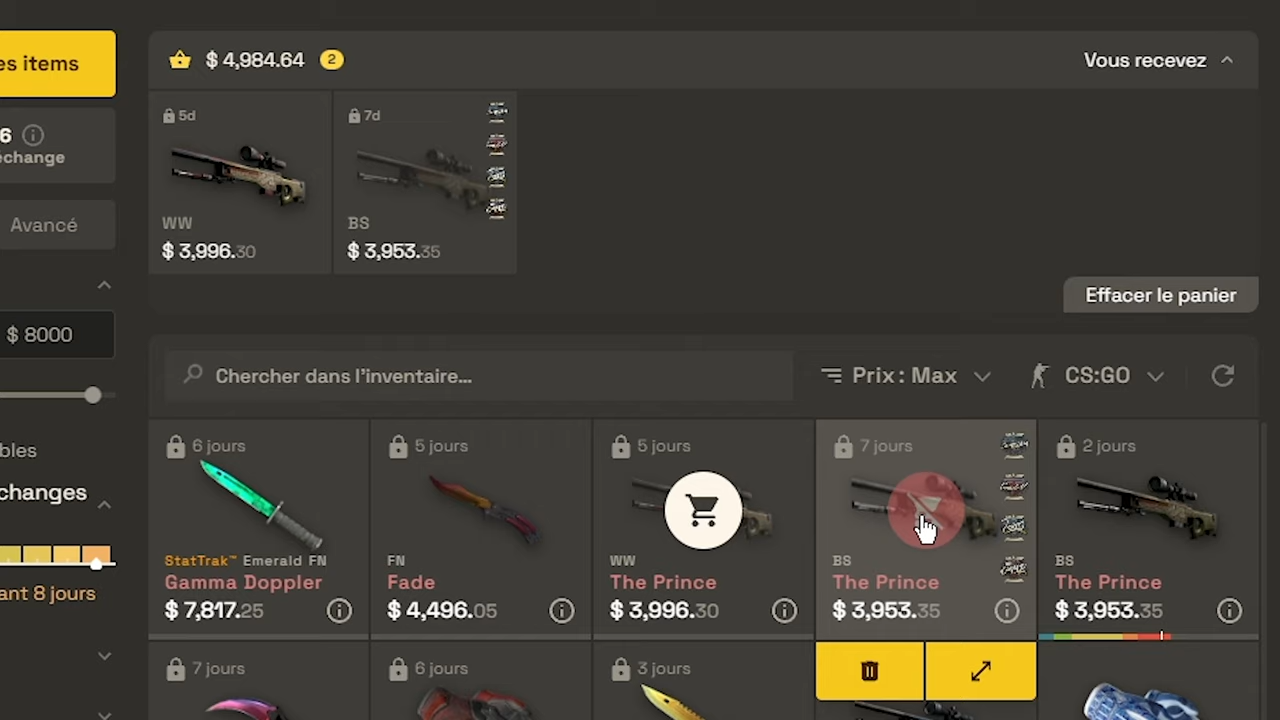 es items
$ 4,984.64 2
Vous recevez
6
echange
Avancé
$ 8000
bles
changes
ant 8 jours
5d
WW
$ 3,996.30
7d
BS
$ 3,953.35
Effacer le panier
Chercher dans l'inventaire...
Prix : Max
CS:GO
6 jours
StatTrak™ Emerald FN
Gamma Doppler
$ 7,817.25
5 jours
FN
Fade
$ 4,496.05
5 jours
WW
The Prince
$ 3,996.30
7 jours
BS
The Prince
$ 3,953.35
2 jours
BS
The Prince
$ 3,953.35
7 jours
6 jours
3 jours